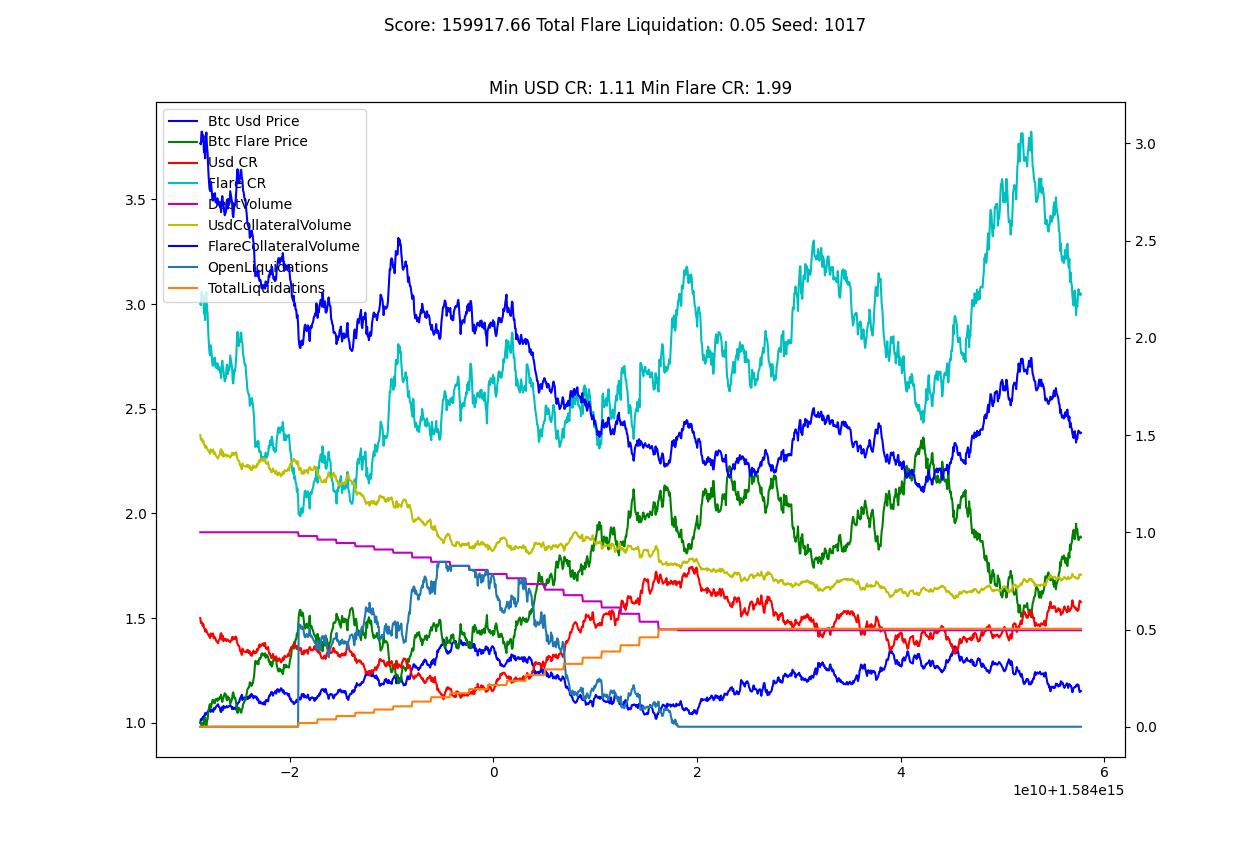 Score: 159917.66 Total Flare Liquidation: 0.05 Seed: 1017
Min USD CR: 1.11 Min Flare CR: 1.99
Btc Usd Price
Btc Flare Price
Usd CR
Flare CR
DebtVolume
UsdCollateralVolume
FlareCollateralVolume
OpenLiquidations
TotalLiquidations
3.5
3.0
2.5
2.0
1.5
1.0
3.0
2.5
2.0
1.5
1.0
0.5
0.0
−2 0 2 4 6
1e10+1.584e15